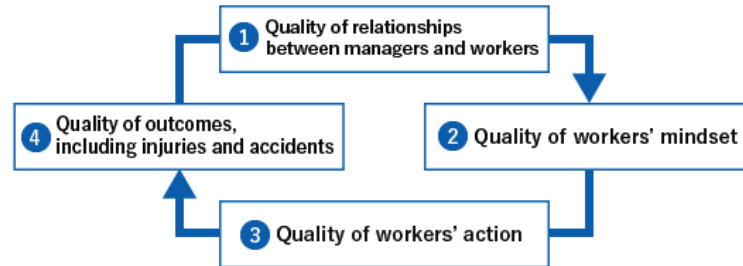 1 Quality of relationships
between managers and workers
2 Quality of workers' mindset
3 Quality of workers' action
4 Quality of outcomes,
including injuries and accidents